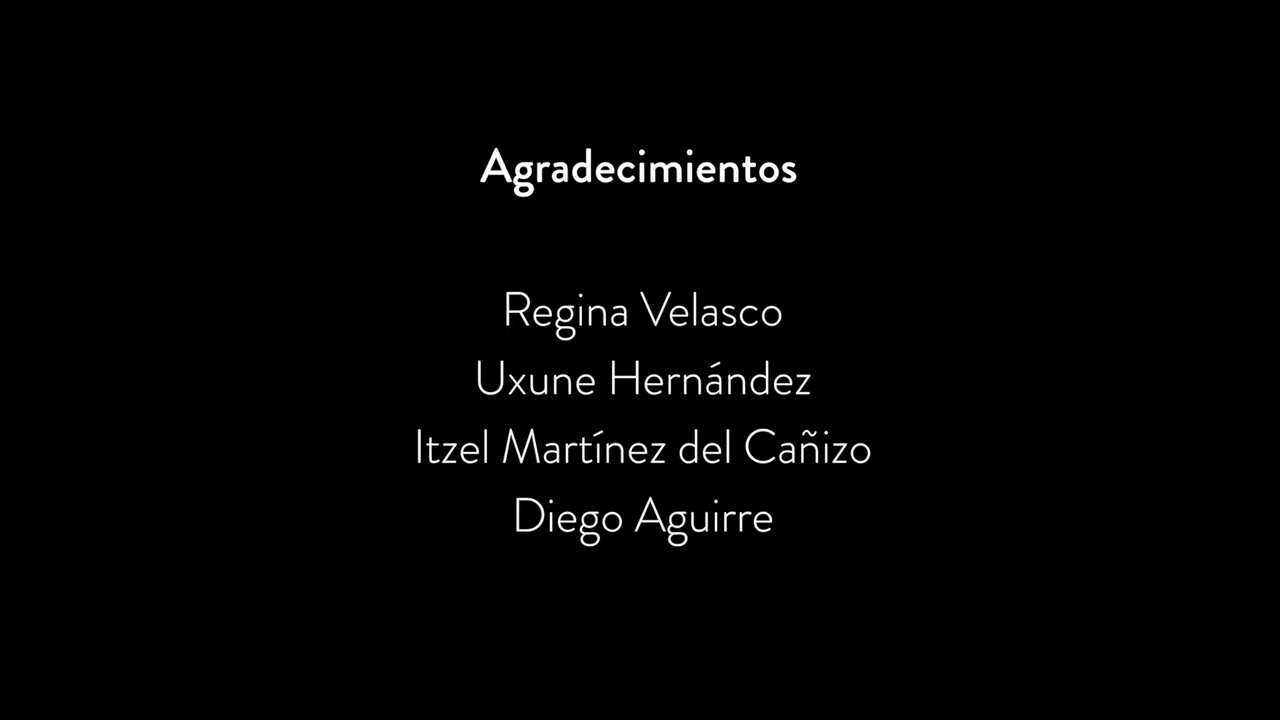 Agradecimientos
Regina Velasco
Uxune Hernández
Itzel Martínez del Cañizo
Diego Aguirre